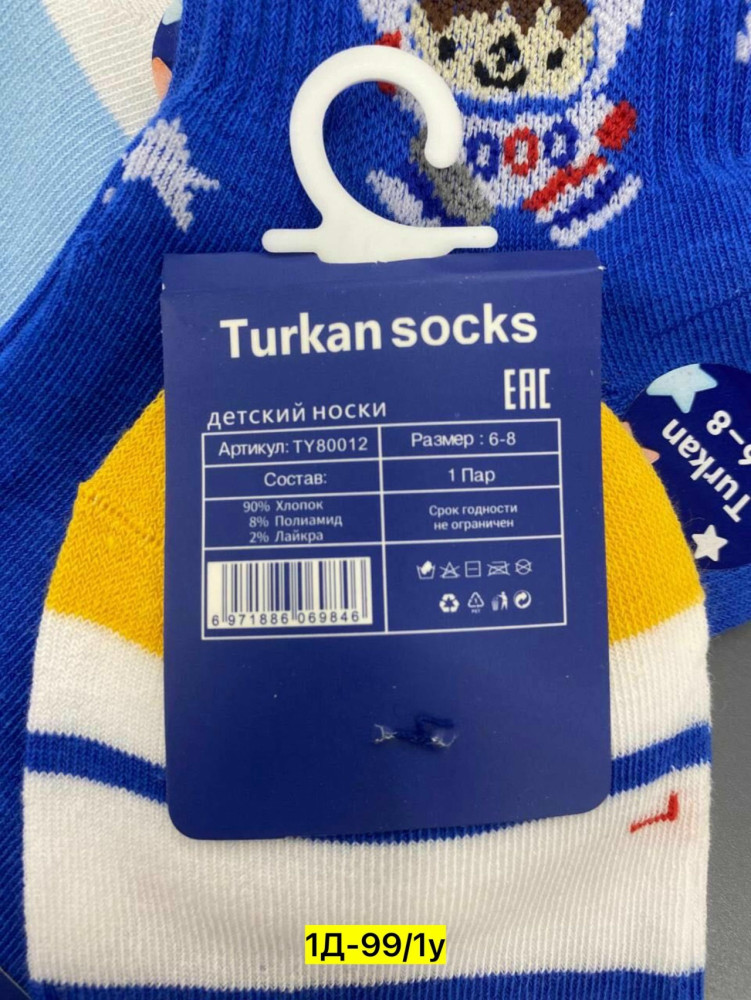 Turkan socks
EAC
детский носки
Артикул: TY80012
Размер : 6-8
Состав:
1 Пар
90% Хлопок
8% Полиамид
2% Лайкра
Срок годности
не ограничен
6 971886 069846
Turkan
6-8
1Д-99/1у